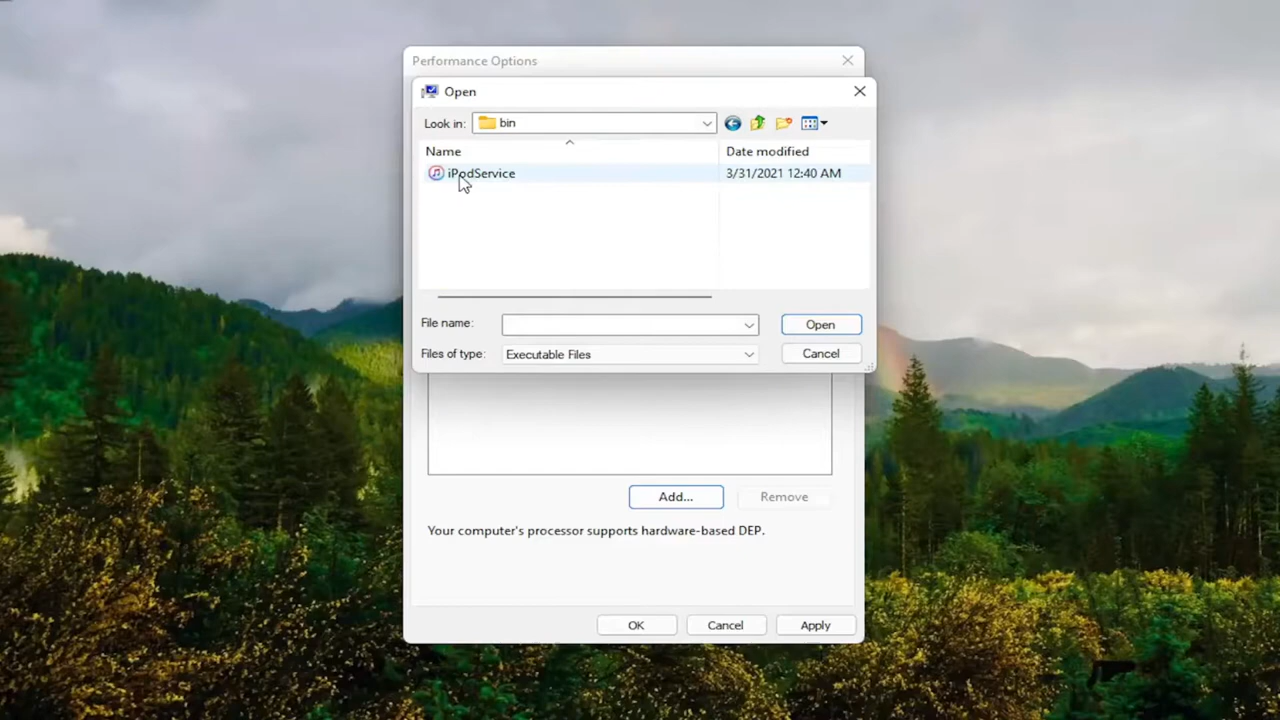 Performance Options
Open
Look in: bin
Name Date modified
iPodService 3/31/2021 12:40 AM
File name: Open
Files of type: Executable Files Cancel
Add... Remove
Your computer's processor supports hardware-based DEP.
OK Cancel Apply